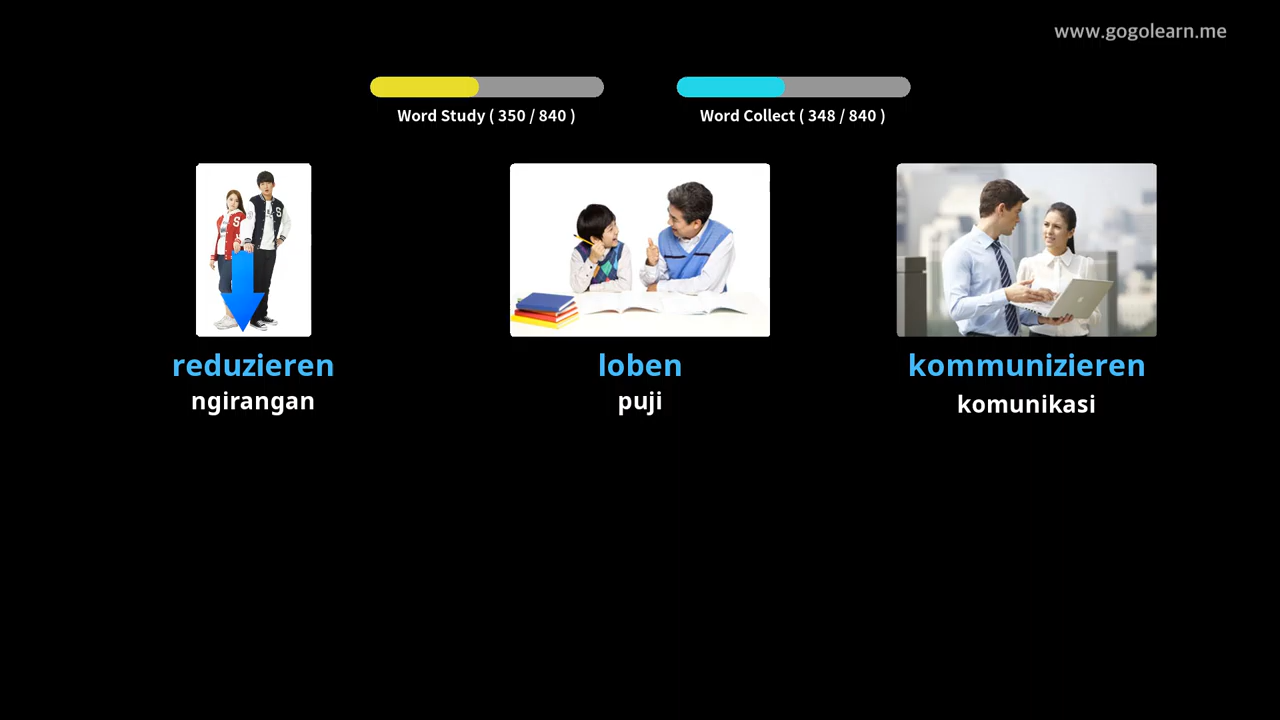 www.gogolearn.me
Word Study ( 350 / 840 )
Word Collect ( 348 / 840 )
reduzieren
ngirangan
loben
puji
kommunizieren
komunikasi